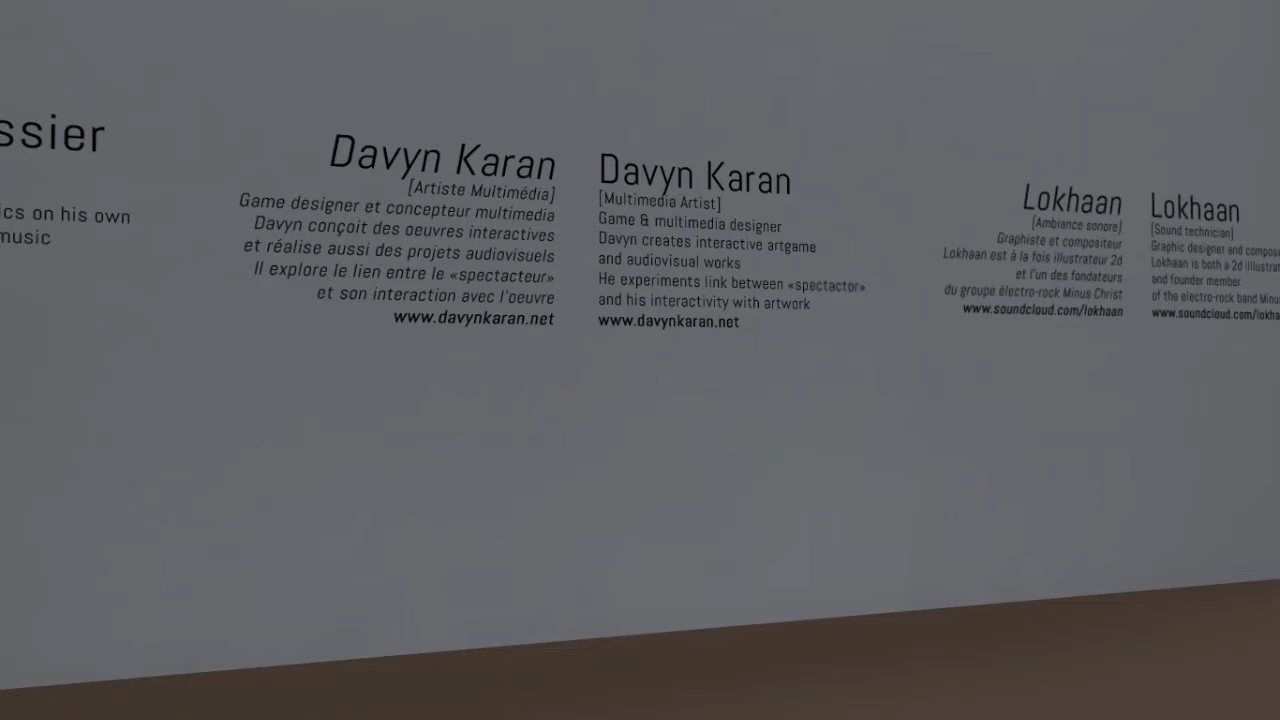 ssier
ics on his own
music
Davyn Karan
[Artiste Multimédia]
Game designer et concepteur multimedia
Davyn conçoit des oeuvres interactives
et réalise aussi des projets audiovisuels
Il explore le lien entre le «spectacteur»
et son interaction avec l'oeuvre
www.davynkaran.net
Davyn Karan
[Multimedia Artist]
Game & multimedia designer
Davyn creates interactive artgame
and audiovisual works
He experiments link between «spectactor»
and his interactivity with artwork
www.davynkaran.net
Lokhaan
[Ambiance sonore]
Graphiste et compositeur
Lokhaan est à la fois illustrateur 2d
et l'un des fondateurs
du groupe électro-rock Minus Christ
www.soundcloud.com/lokhaan
Lokhaan
[Sound technician]
Graphic designer and compose
Lokhaan is both a 2d illlustrat
and founder member
of the electro-rock band Minu
www.soundcloud.com/lokha